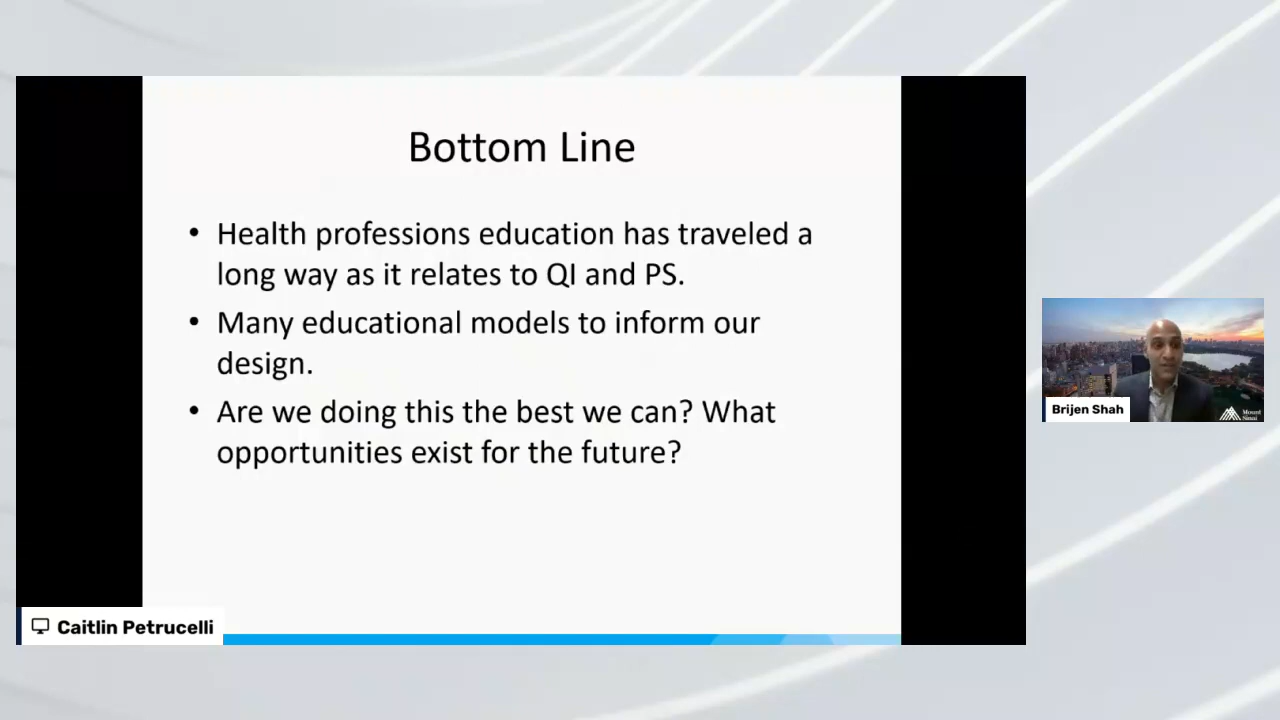 Bottom Line
• Health professions education has traveled a
long way as it relates to QI and PS.
• Many educational models to inform our
design.
• Are we doing this the best we can? What
opportunities exist for the future?
Caitlin Petrucelli
Brijen Shah
Mount
Sinai